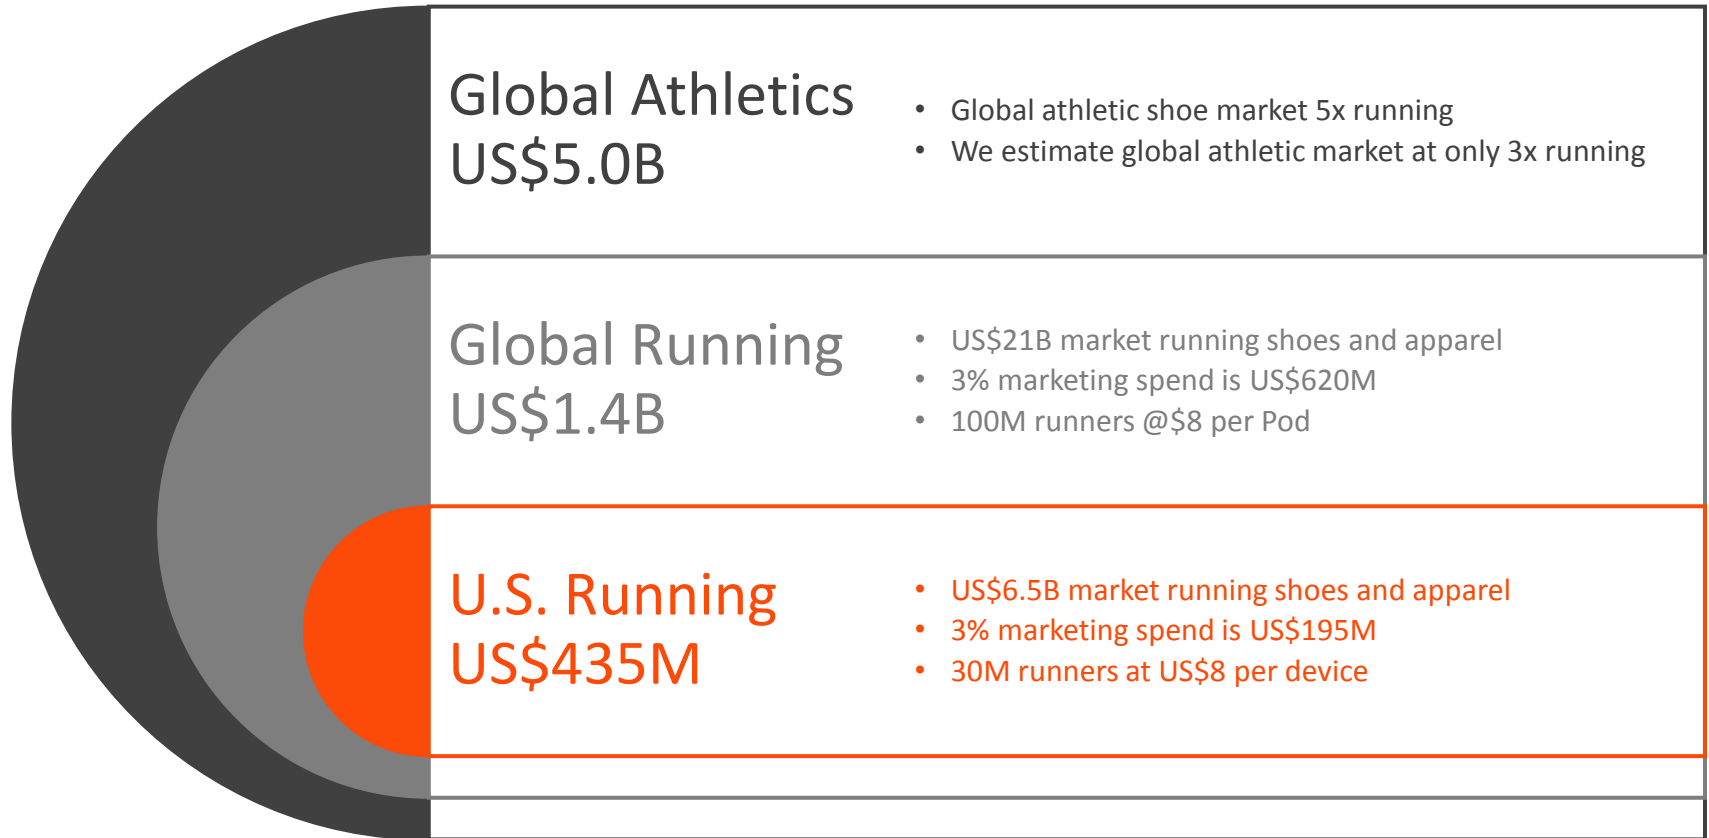 Global Athletics
US$5.0B
• Global athletic shoe market 5x running
• We estimate global athletic market at only 3x running
Global Running
US$1.4B
• US$21B market running shoes and apparel
• 3% marketing spend is US$620M
• 100M runners @$8 per Pod
U.S. Running
US$435M
• US$6.5B market running shoes and apparel
• 3% marketing spend is US$195M
• 30M runners at US$8 per device